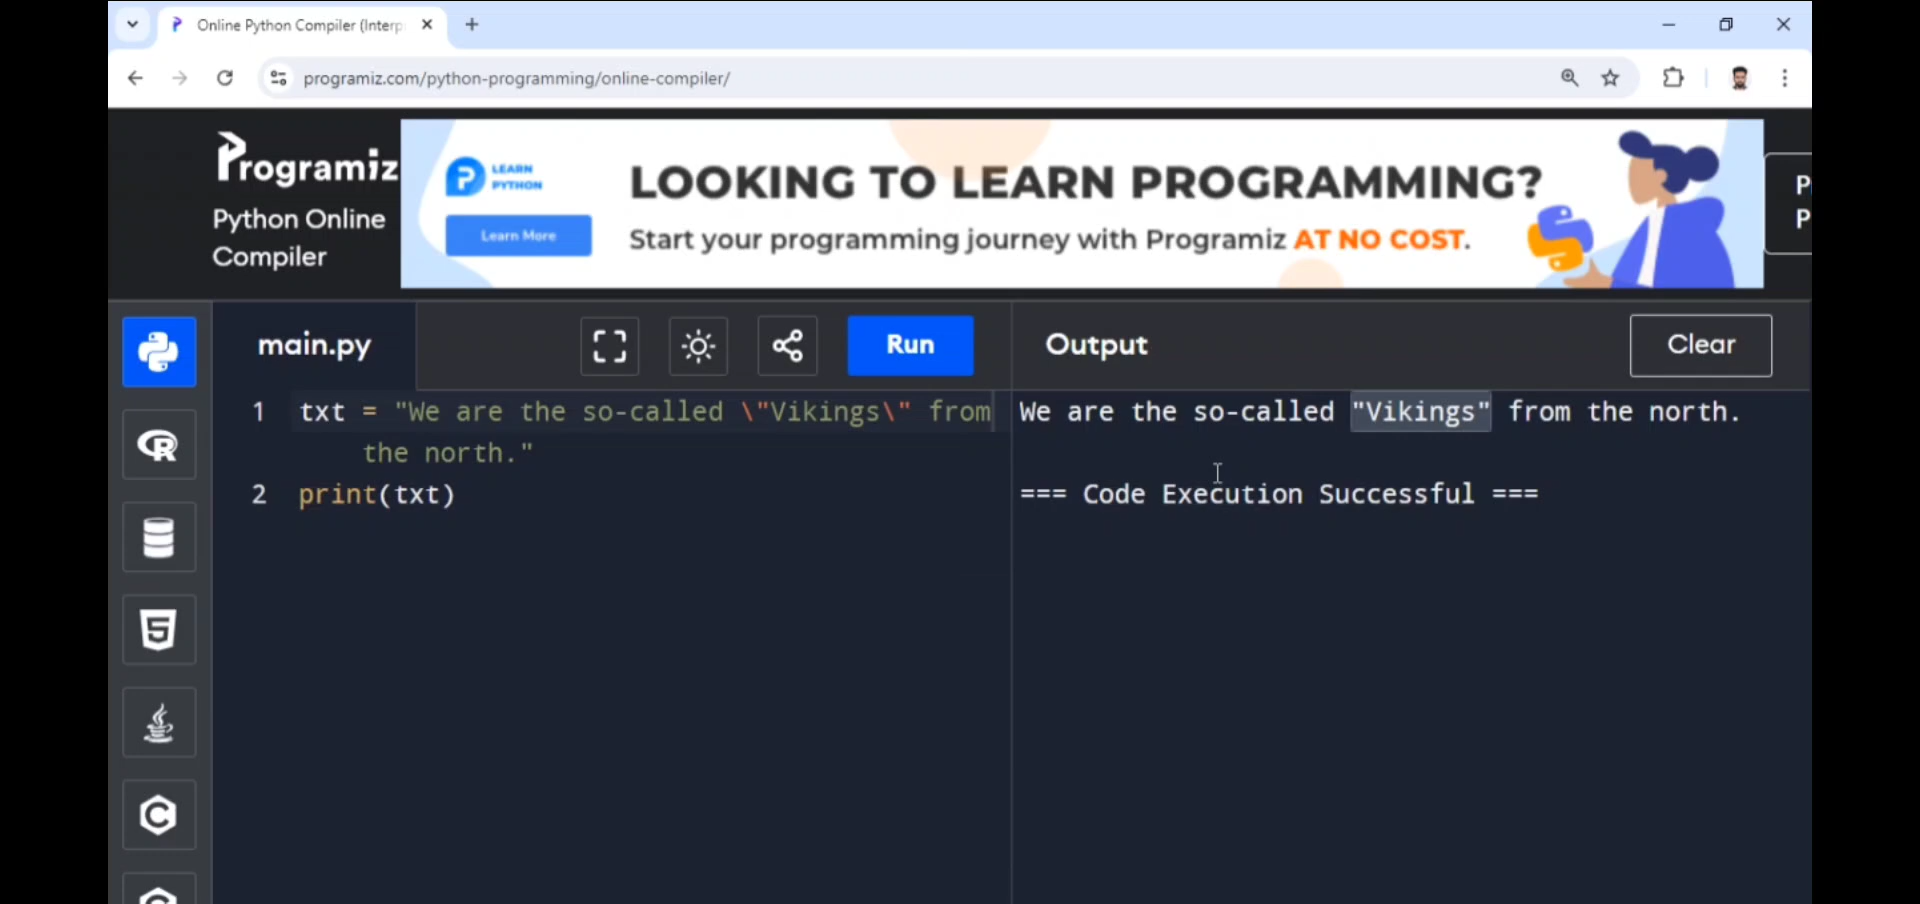 Online Python Compiler (Interp
programiz.com/python-programming/online-compiler/
Programiz
Python Online
Compiler
LEARN
PYTHON
Learn More
LOOKING TO LEARN PROGRAMMING?
Start your programming journey with Programiz AT NO COST.
P
P
main.py
Run
Output
Clear
1 txt = "We are the so-called \"Vikings\" from
the north."
2 print(txt)
We are the so-called "Vikings" from the north.
=== Code Execution Successful ===